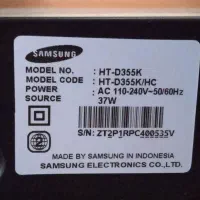 SAMSUNG
MODEL NO. : HT-D355K
MODEL CODE : HT-D355K/HC
POWER : AC 110-240V~50/60Hz
SOURCE 37W
S/N: ZT2P1RPC400535V
MADE BY SAMSUNG IN INDONESIA
SAMSUNG ELECTRONICS CO.,LTD.